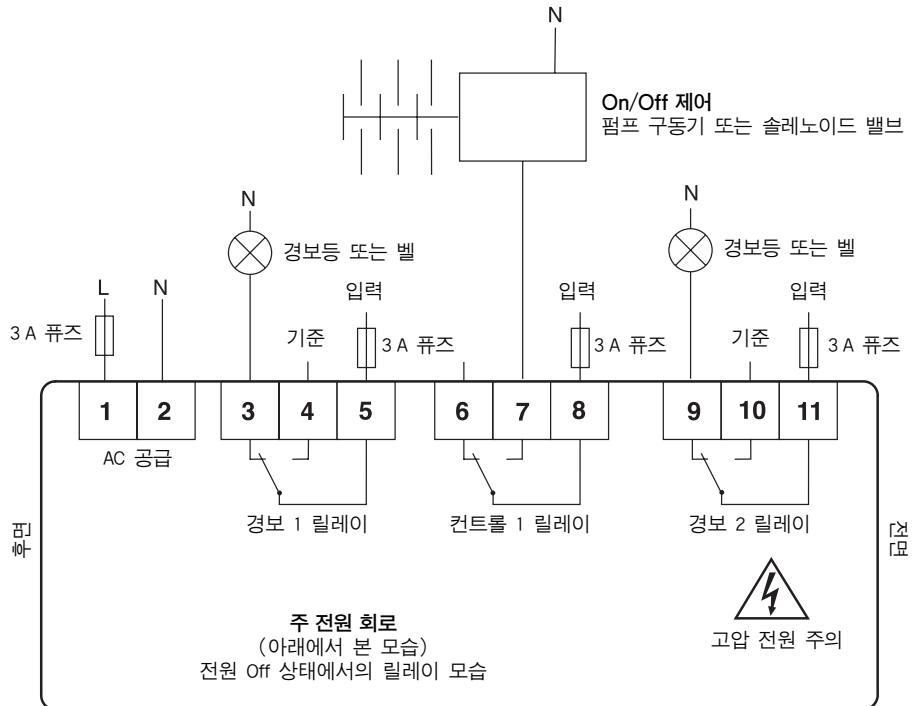 N
On/Off 제어
펌프 구동기 또는 솔레노이드 밸브
N
경보등 또는 벨
N
경보등 또는 벨
L
N
입력
입력
입력
3 A 퓨즈
기준
3 A 퓨즈
3 A 퓨즈
기준
3 A 퓨즈
1 2 3 4 5 6 7 8 9 10 11
AC 공급
경보 1 릴레이
컨트롤 1 릴레이
경보 2 릴레이
후면
전면
주 전원 회로
(아래에서 본 모습)
전원 Off 상태에서의 릴레이 모습
고압 전원 주의